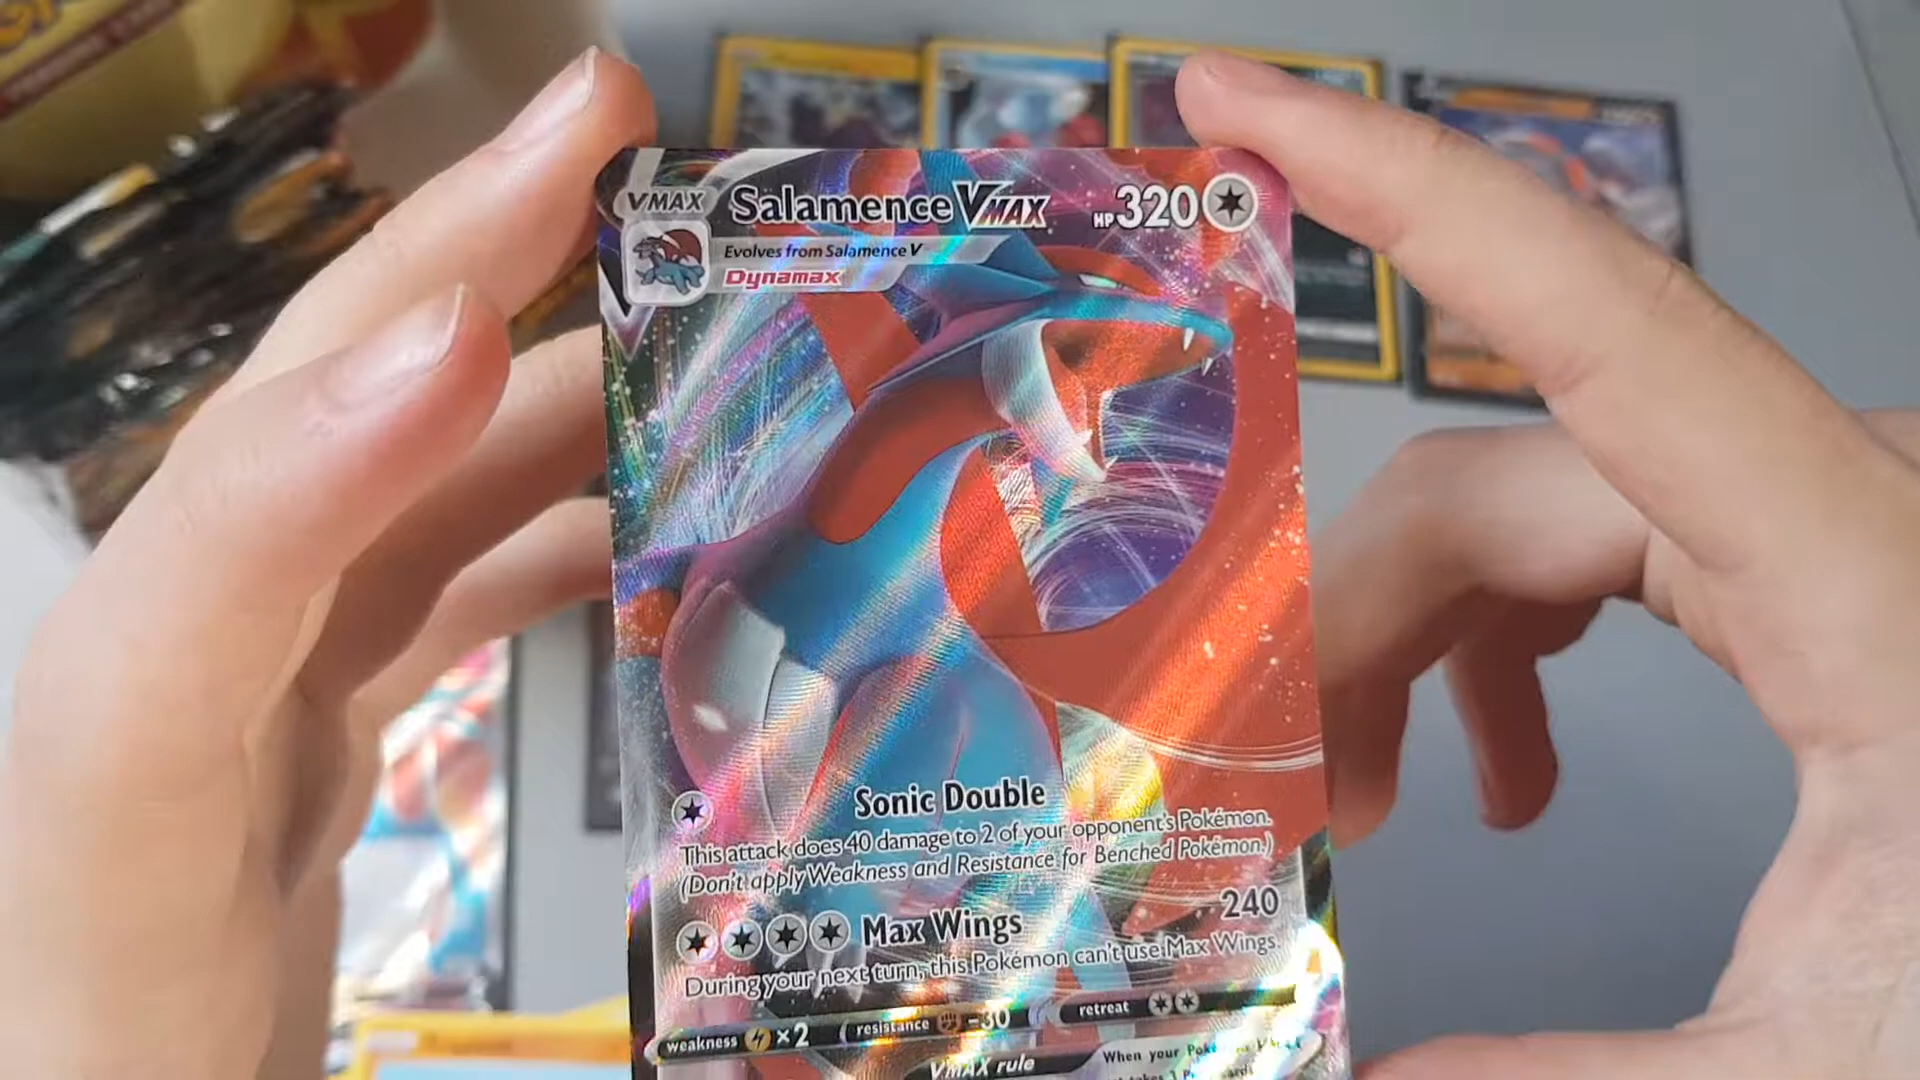 VMAX Salamence VMAX HP 320
Evolves from Salamence V
Dynamax
Sonic Double
This attack does 40 damage to 2 of your opponent's Pokémon.
(Don't apply Weakness and Resistance for Benched Pokémon.)
Max Wings 240
During your next turn, this Pokémon can't use Max Wings.
weakness ×2 resistance -30 retreat
VMAX rule When your